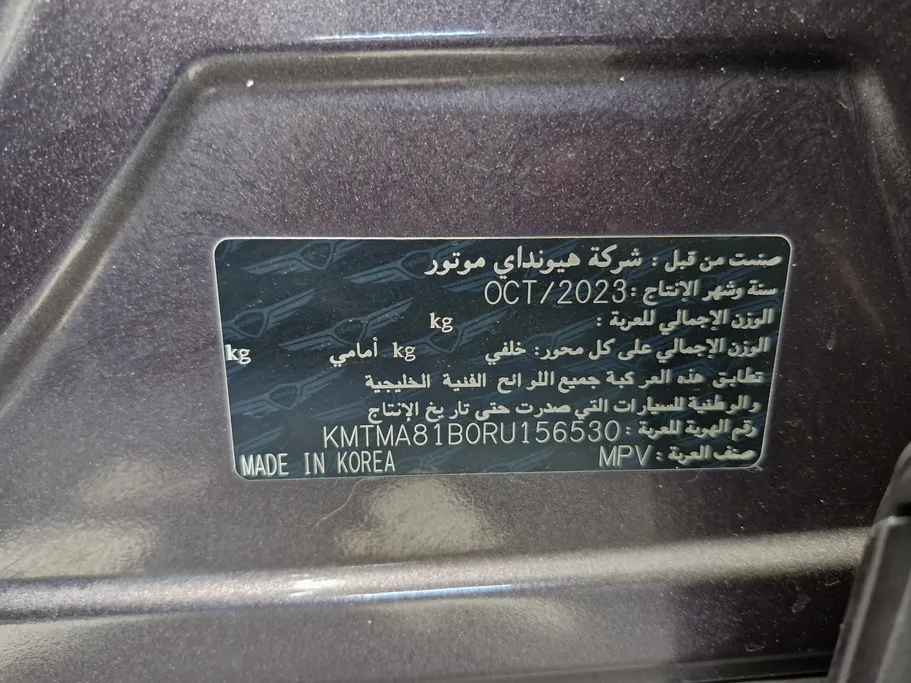 صنعت من قبل : شركة هيونداي موتور
سنة وشهر الإنتاج : OCT/2023
الوزن الإجمالي للعربة : kg
الوزن الإجمالي على كل محور: خلفي kg أمامي kg
تطابق هذه المركبة جميع اللوائح الفنية الخليجية
والوطنية للسيارات التي صدرت حتى تاريخ الإنتاج
رقم الهوية للعربة : KMTMA81B0RU156530
صنف العربة : MPV MADE IN KOREA